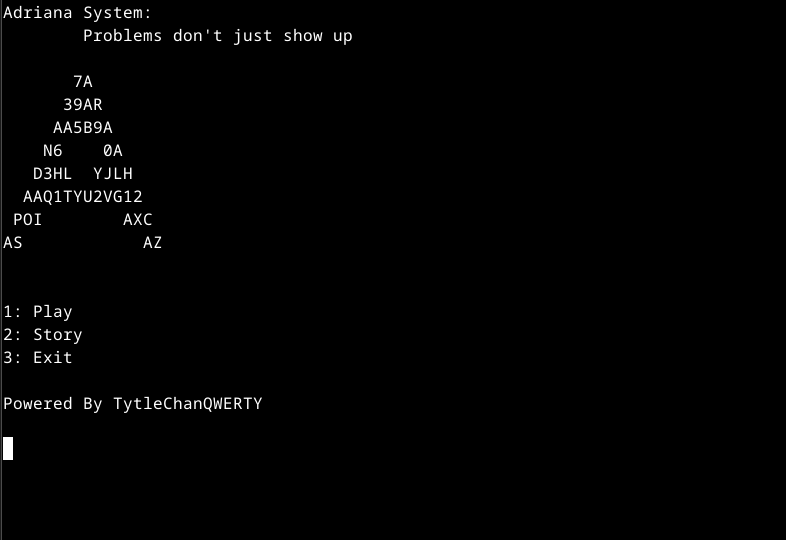 Adriana System:
        Problems don't just show up
       7A
      39AR
     AA5B9A
    N6    0A
   D3HL  YJLH
  AAQ1TYU2VG12
 POI        AXC
AS            AZ
1: Play
2: Story
3: Exit
Powered By TytleChanQWERTY